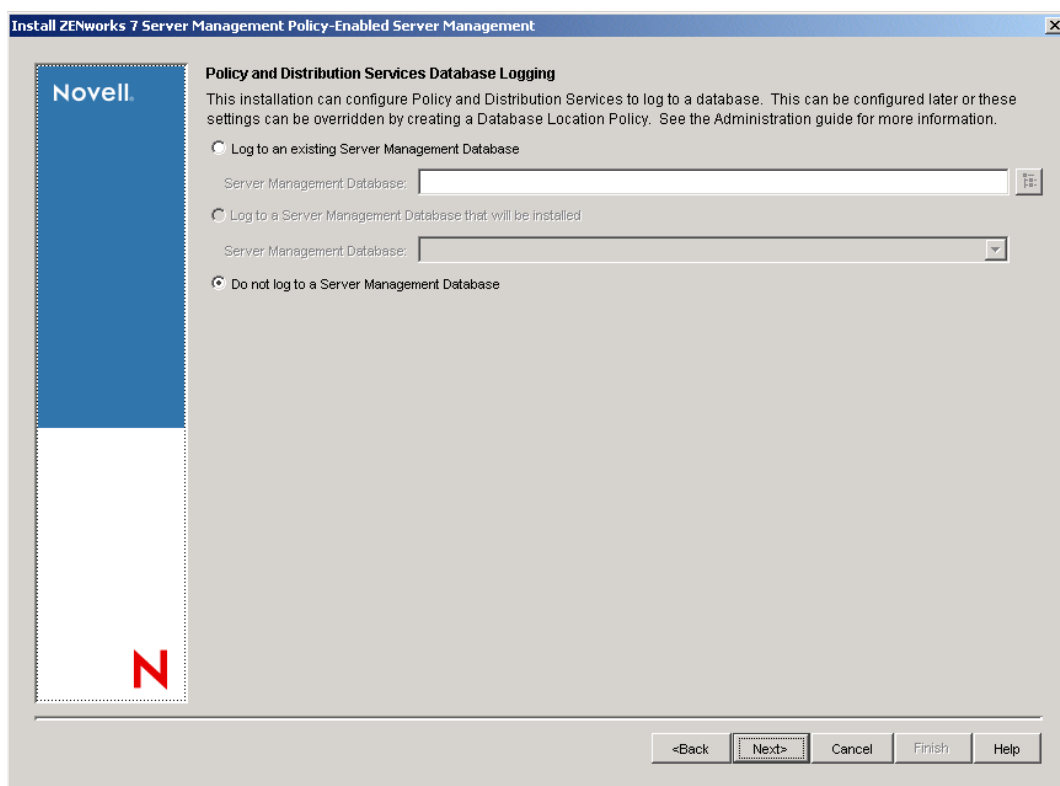 Install ZENworks 7 Server Management Policy-Enabled Server Management
Novell.
Policy and Distribution Services Database Logging
This installation can configure Policy and Distribution Services to log to a database. This can be configured later or these
settings can be overridden by creating a Database Location Policy. See the Administration guide for more information.
Log to an existing Server Management Database
Server Management Database:
Log to a Server Management Database that will be installed
Server Management Database:
Do not log to a Server Management Database
N
<Back Next> Cancel Finish Help